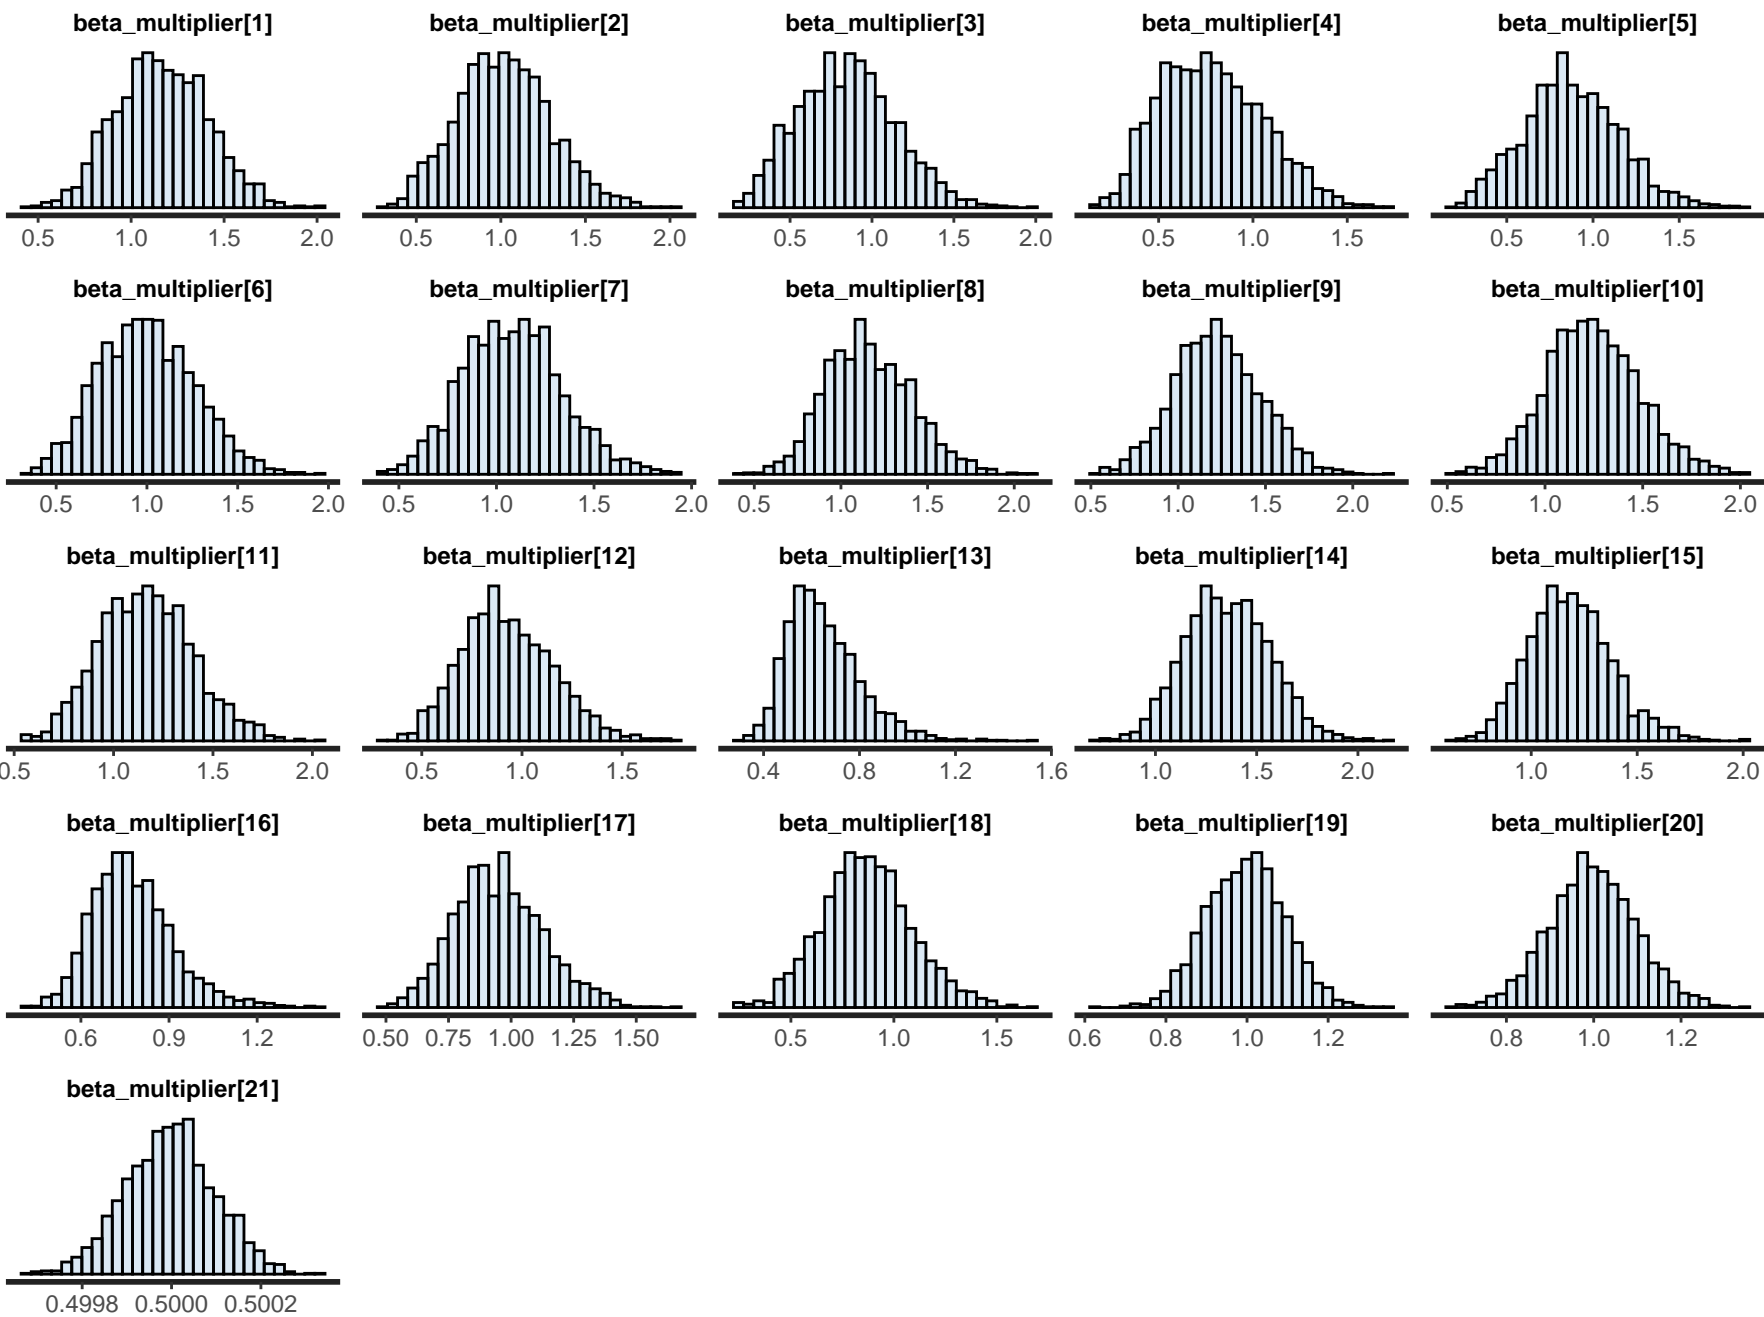 beta_multiplier[1] beta_multiplier[2] beta_multiplier[3] beta_multiplier[4] beta_multiplier[5]
0.5 1.0 1.5 2.0 0.5 1.0 1.5 2.0 0.5 1.0 1.5 2.0 0.5 1.0 1.5 0.5 1.0 1.5
beta_multiplier[6] beta_multiplier[7] beta_multiplier[8] beta_multiplier[9] beta_multiplier[10]
0.5 1.0 1.5 2.0 0.5 1.0 1.5 2.0 0.5 1.0 1.5 2.0 0.5 1.0 1.5 2.0 0.5 1.0 1.5 2.0
beta_multiplier[11] beta_multiplier[12] beta_multiplier[13] beta_multiplier[14] beta_multiplier[15]
0.5 1.0 1.5 2.0 0.5 1.0 1.5 0.4 0.8 1.2 1.6 1.0 1.5 2.0 1.0 1.5 2.0
beta_multiplier[16] beta_multiplier[17] beta_multiplier[18] beta_multiplier[19] beta_multiplier[20]
0.6 0.9 1.2 0.50 0.75 1.00 1.25 1.50 0.5 1.0 1.5 0.6 0.8 1.0 1.2 0.8 1.0 1.2
beta_multiplier[21]
0.4998 0.5000 0.5002